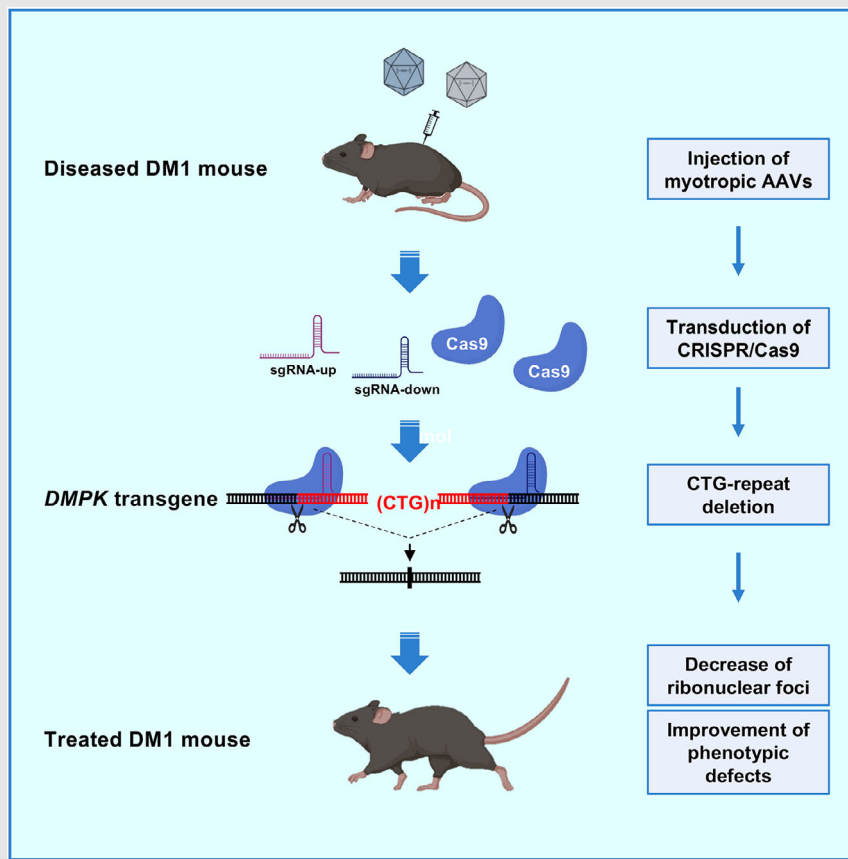 Diseased DM1 mouse
Injection of
myotropic AAVs
sgRNA-up
sgRNA-down
Cas9
Cas9
Transduction of
CRISPR/Cas9
mol
DMPK transgene
(CTG)n
CTG-repeat
deletion
Treated DM1 mouse
Decrease of
ribonuclear foci
Improvement of
phenotypic
defects